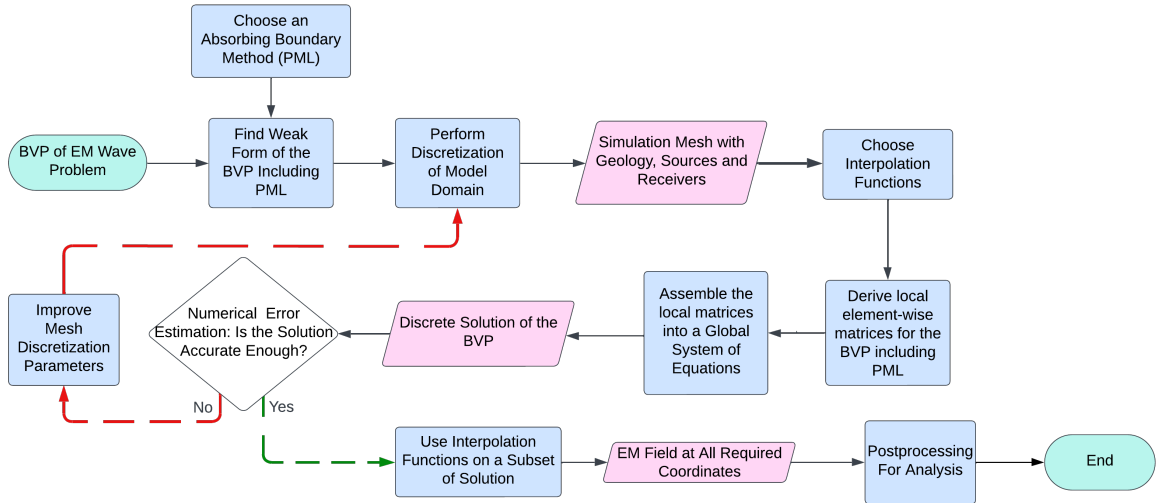 Choose an
Absorbing Boundary
Method (PML)
BVP of EM Wave
Problem
Find Weak
Form of the
BVP Including
PML
Perform
Discretization
of Model
Domain
Simulation Mesh with
Geology, Sources and
Receivers
Choose
Interpolation
Functions
Derive local
element-wise
matrices for the
BVP including
PML
Assemble the
local matrices
into a Global
System of
Equations
Discrete Solution of the
BVP
Numerical Error
Estimation: Is the Solution
Accurate Enough?
No
Yes
Improve
Mesh
Discretization
Parameters
Use Interpolation
Functions on a Subset
of Solution
EM Field at All Required
Coordinates
Postprocessing
For Analysis
End